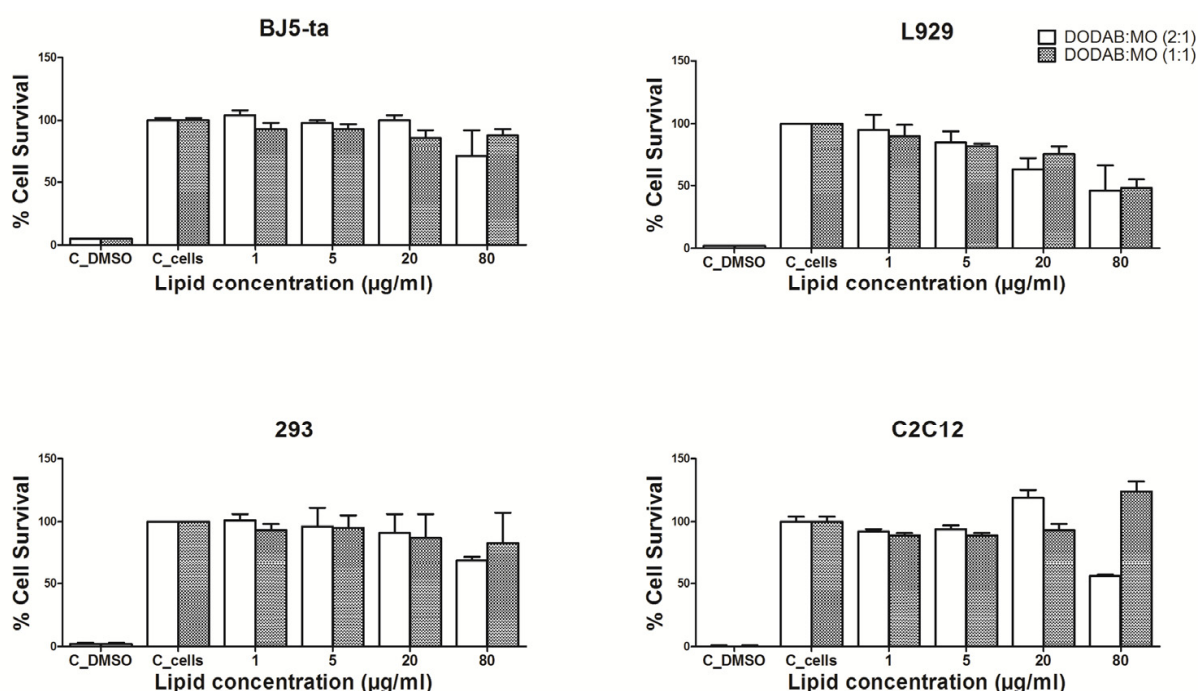 BJ5-ta
% Cell Survival
150
100
50
0
C_DMSO C_cells 1 5 20 80
Lipid concentration (µg/ml)
L929
DODAB:MO (2:1)
DODAB:MO (1:1)
% Cell Survival
150
100
50
0
C_DMSO C_cells 1 5 20 80
Lipid concentration (µg/ml)
293
% Cell Survival
150
100
50
0
C_DMSO C_cells 1 5 20 80
Lipid concentration (µg/ml)
C2C12
% Cell Survival
150
100
50
0
C_DMSO C_cells 1 5 20 80
Lipid concentration (µg/ml)